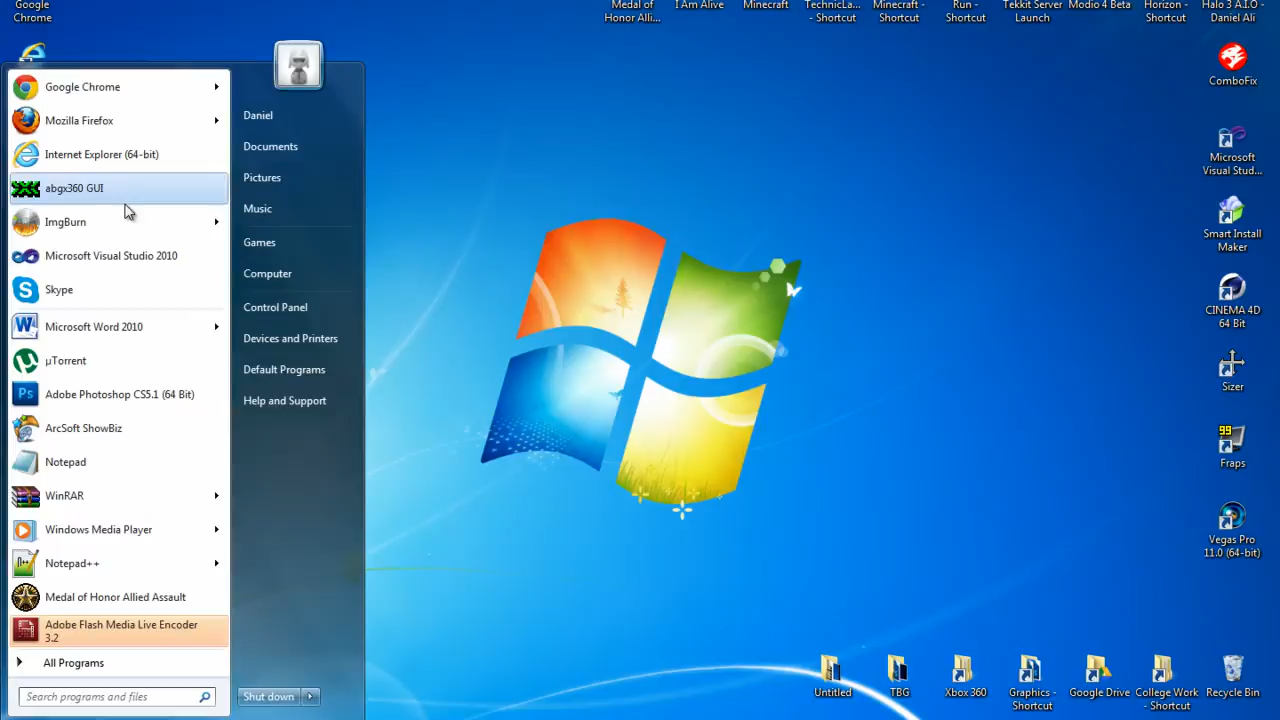 Google
Chrome
Medal of
Honor Alli...
I Am Alive
Minecraft
TechnicLa...
- Shortcut
Minecraft -
Shortcut
Run -
Shortcut
Tekkit Server
Launch
Modio 4 Beta
Horizon -
Shortcut
Halo 3 A.I.O -
Daniel Ali
Google Chrome
Mozilla Firefox
Internet Explorer (64-bit)
abgx360 GUI
ImgBurn
Microsoft Visual Studio 2010
Skype
Microsoft Word 2010
µTorrent
Adobe Photoshop CS5.1 (64 Bit)
ArcSoft ShowBiz
Notepad
WinRAR
Windows Media Player
Notepad++
Medal of Honor Allied Assault
Adobe Flash Media Live Encoder
3.2
All Programs
Search programs and files
Daniel
Documents
Pictures
Music
Games
Computer
Control Panel
Devices and Printers
Default Programs
Help and Support
Shut down
ComboFix
Microsoft
Visual Stud...
Smart Install
Maker
CINEMA 4D
64 Bit
Sizer
99
Fraps
Vegas Pro
11.0 (64-bit)
Untitled
TBG
Xbox 360
Graphics -
Shortcut
Google Drive
College Work
- Shortcut
Recycle Bin